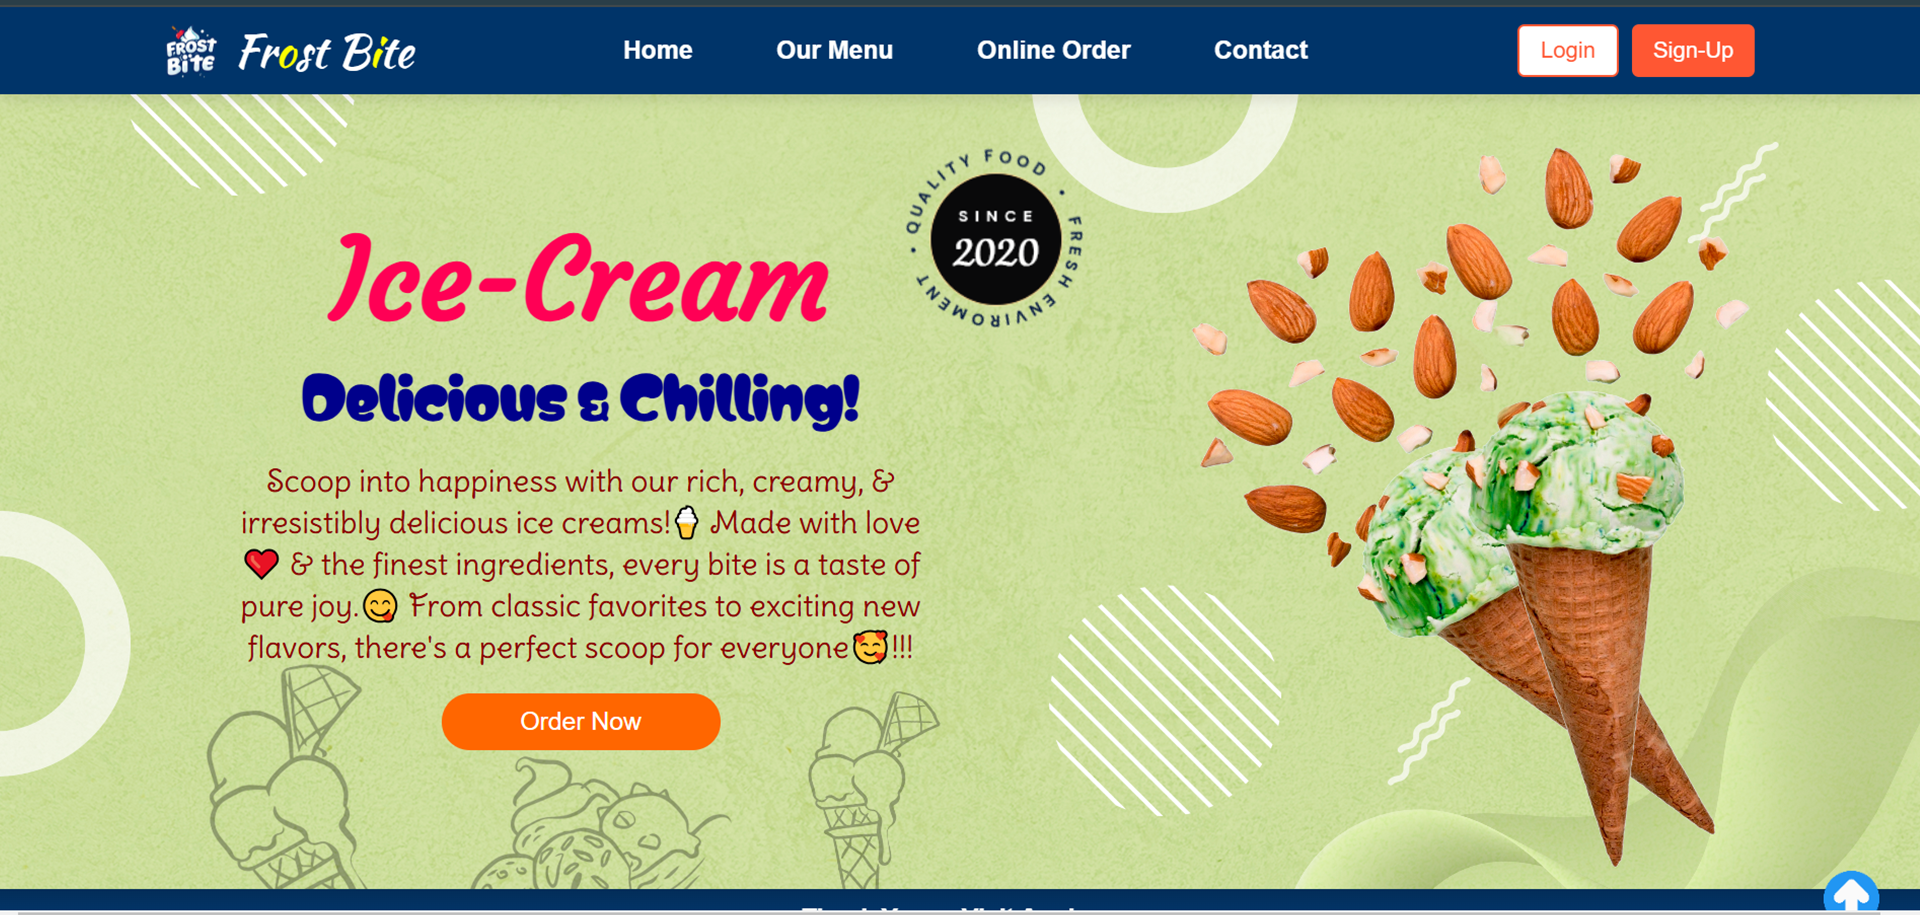 FROST
BiTE
Frost Bite
Home
Our Menu
Online Order
Contact
Login
Sign-Up
• QUALITY FOOD • FRESH ENVIROMENT
SINCE
2020
Ice-Cream
Delicious & Chilling!
Scoop into happiness with our rich, creamy, &
irresistibly delicious ice creams!🍦 Made with love
❤️ & the finest ingredients, every bite is a taste of
pure joy.😋 From classic favorites to exciting new
flavors, there's a perfect scoop for everyone🥰!!!
Order Now